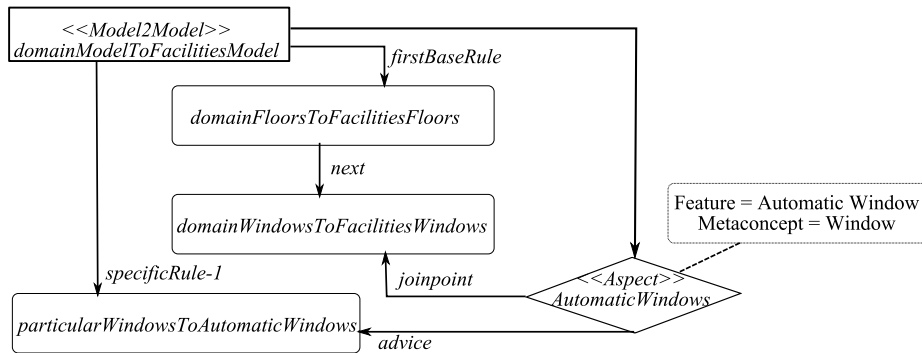 <<Model2Model>>
domainModelToFacilitiesModel
firstBaseRule
domainFloorsToFacilitiesFloors
next
domainWindowsToFacilitiesWindows
Feature = Automatic Window
Metaconcept = Window
specificRule-1
joinpoint
<<Aspect>>
AutomaticWindows
particularWindowsToAutomaticWindows
advice